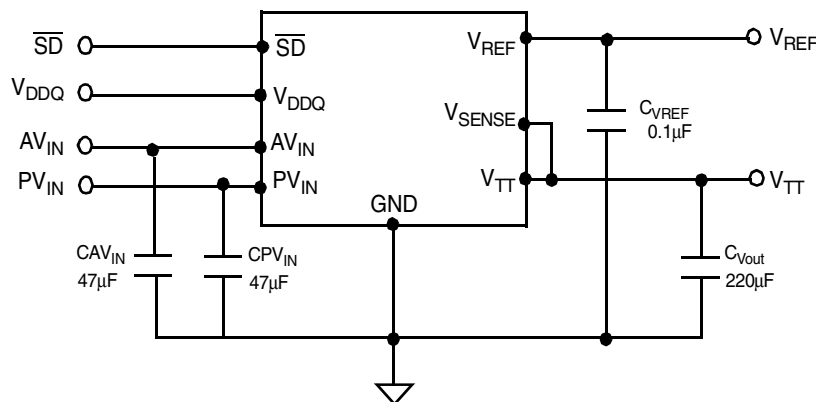 SD
SD
VREF
VREF
VDDQ
VDDQ
VSENSE
CVREF
0.1µF
AVIN
AVIN
PVIN
PVIN
VTT
VTT
GND
CAVIN
47µF
CPVIN
47µF
CVout
220µF